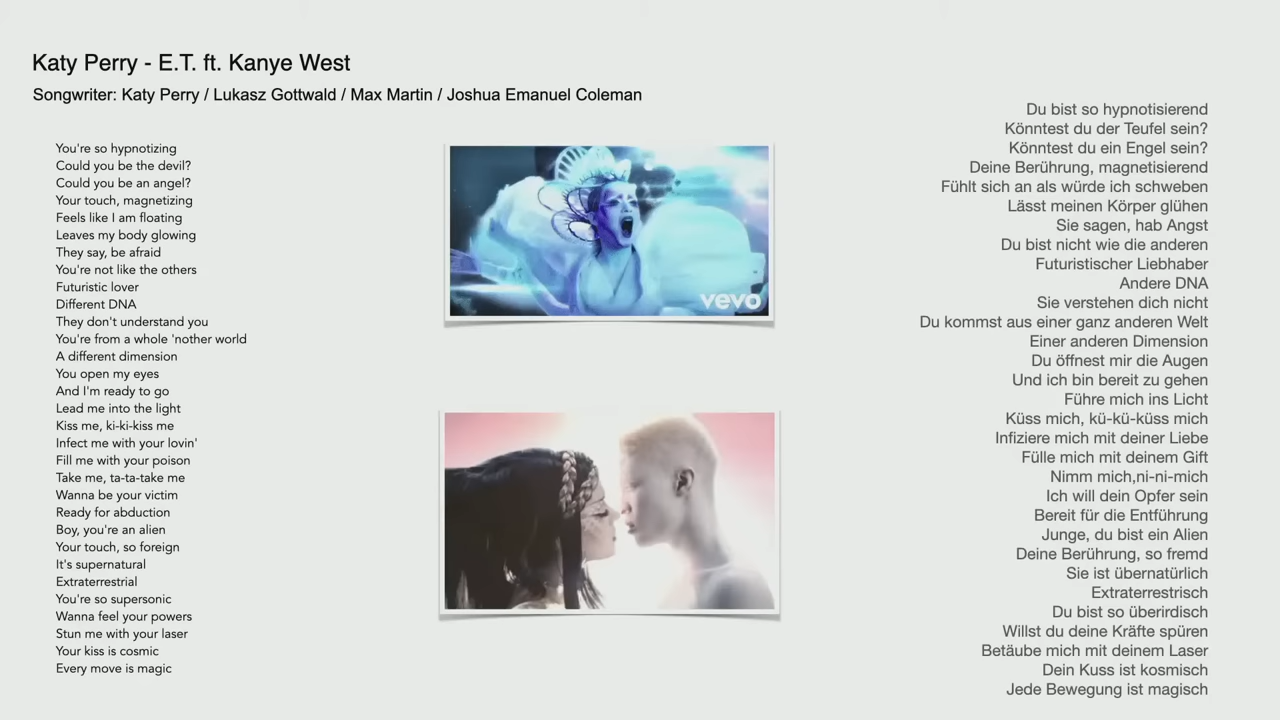 Katy Perry - E.T. ft. Kanye West
Songwriter: Katy Perry / Lukasz Gottwald / Max Martin / Joshua Emanuel Coleman
You're so hypnotizing
Could you be the devil?
Could you be an angel?
Your touch, magnetizing
Feels like I am floating
Leaves my body glowing
They say, be afraid
You're not like the others
Futuristic lover
Different DNA
They don't understand you
You're from a whole 'nother world
A different dimension
You open my eyes
And I'm ready to go
Lead me into the light
Kiss me, ki-ki-kiss me
Infect me with your lovin'
Fill me with your poison
Take me, ta-ta-take me
Wanna be your victim
Ready for abduction
Boy, you're an alien
Your touch, so foreign
It's supernatural
Extraterrestrial
You're so supersonic
Wanna feel your powers
Stun me with your laser
Your kiss is cosmic
Every move is magic
vevo
Du bist so hypnotisierend
Könntest du der Teufel sein?
Könntest du ein Engel sein?
Deine Berührung, magnetisierend
Fühlt sich an als würde ich schweben
Lässt meinen Körper glühen
Sie sagen, hab Angst
Du bist nicht wie die anderen
Futuristischer Liebhaber
Andere DNA
Sie verstehen dich nicht
Du kommst aus einer ganz anderen Welt
Einer anderen Dimension
Du öffnest mir die Augen
Und ich bin bereit zu gehen
Führe mich ins Licht
Küss mich, kü-kü-küss mich
Infiziere mich mit deiner Liebe
Fülle mich mit deinem Gift
Nimm mich,ni-ni-mich
Ich will dein Opfer sein
Bereit für die Entführung
Junge, du bist ein Alien
Deine Berührung, so fremd
Sie ist übernatürlich
Extraterrestrisch
Du bist so überirdisch
Willst du deine Kräfte spüren
Betäube mich mit deinem Laser
Dein Kuss ist kosmisch
Jede Bewegung ist magisch